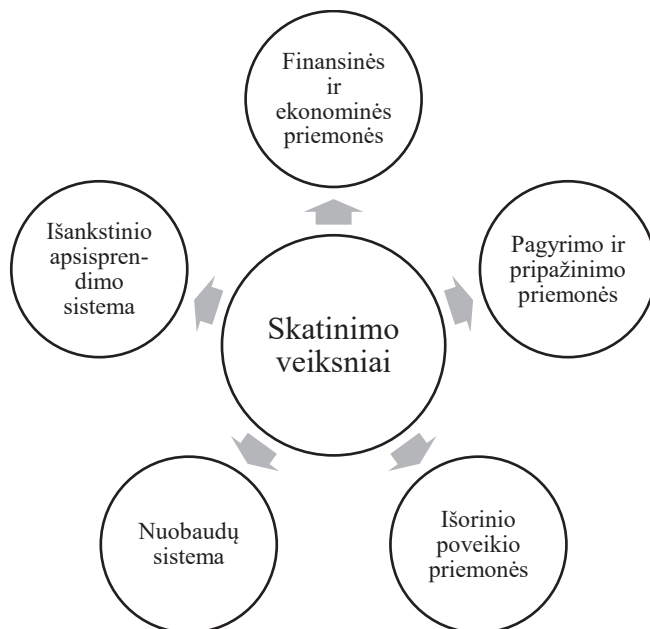 Finansinės
ir
ekonominės
priemonės
Išankstinio
apsispren-
dimo
sistema
Pagyrimo ir
pripažinimo
priemonės
Skatinimo
veiksniai
Nuobaudų
sistema
Išorinio
poveikio
priemonės